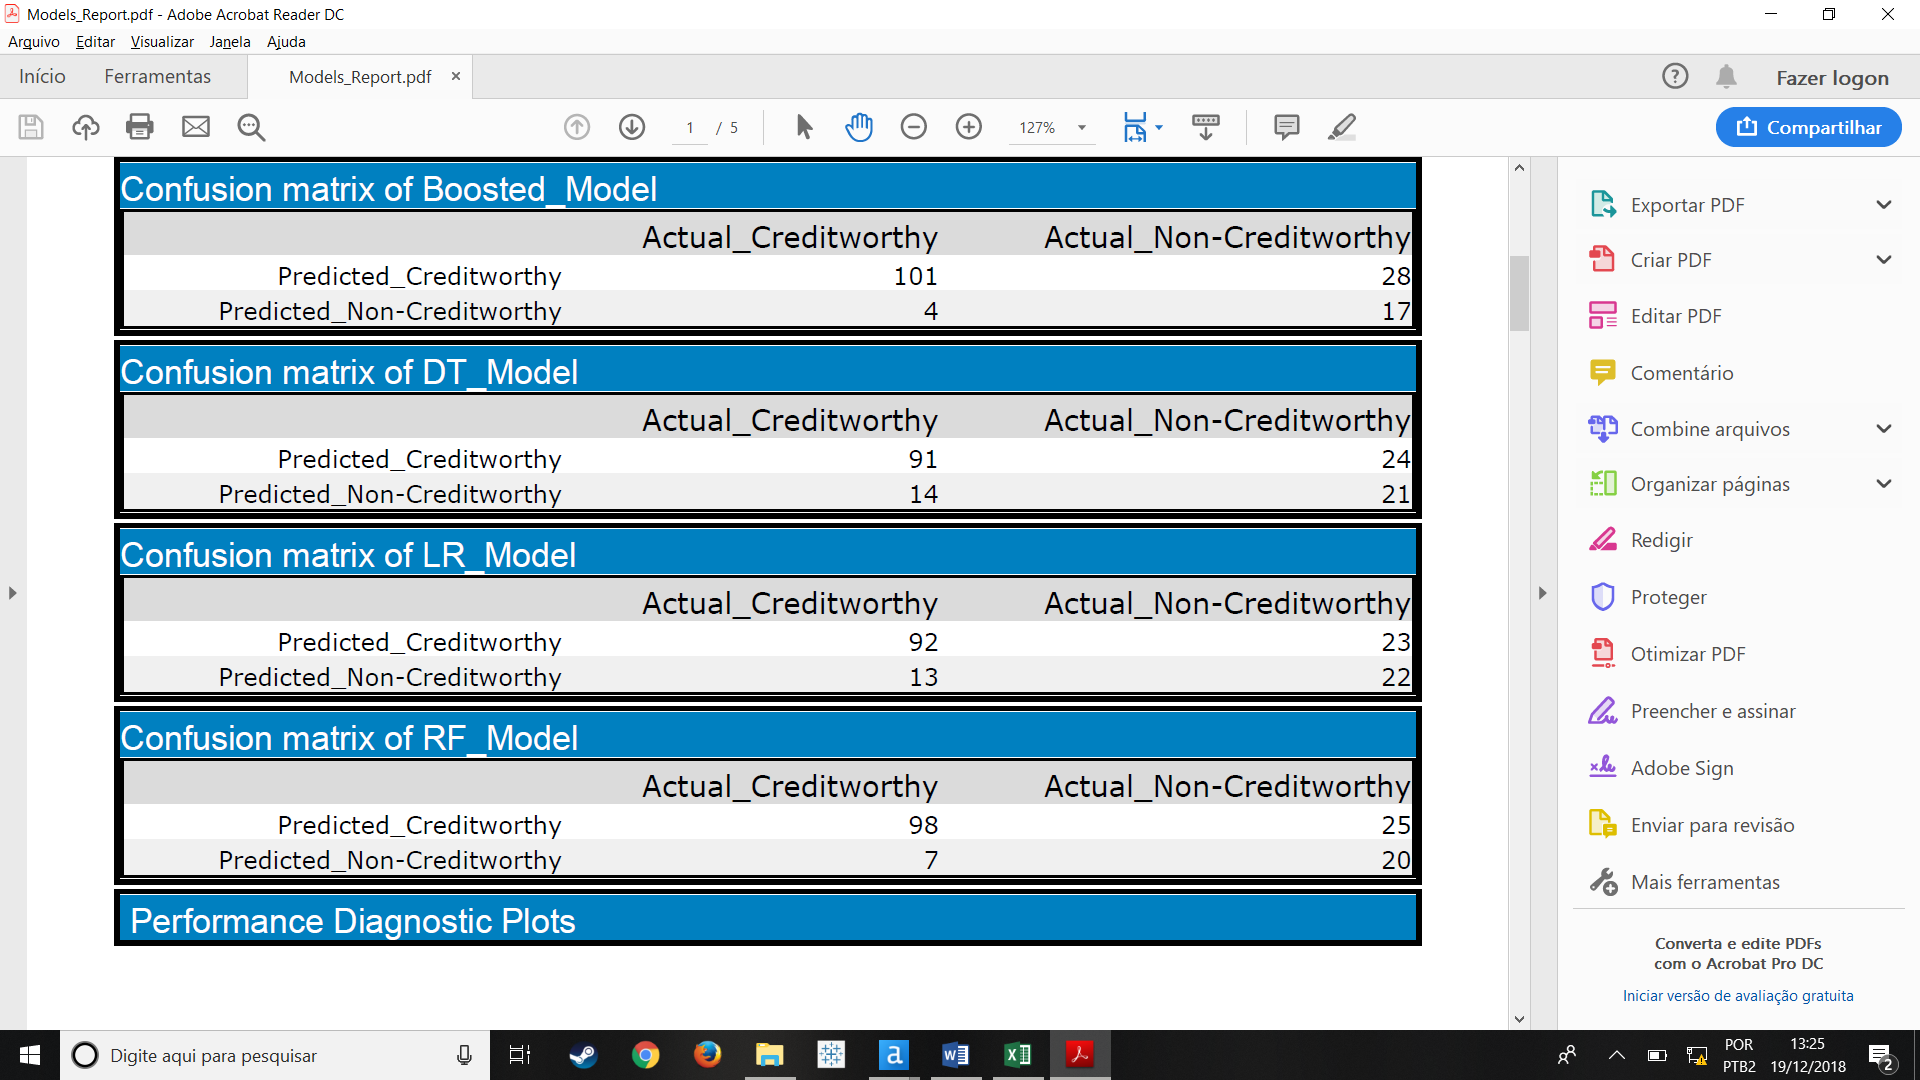 Models_Report.pdf - Adobe Acrobat Reader DC
Arquivo Editar Visualizar Janela Ajuda
Início Ferramentas Models_Report.pdf × Fazer logon
1 / 5 127% Compartilhar
Confusion matrix of Boosted_Model
Actual_Creditworthy Actual_Non-Creditworthy
Predicted_Creditworthy 101 28
Predicted_Non-Creditworthy 4 17
Confusion matrix of DT_Model
Actual_Creditworthy Actual_Non-Creditworthy
Predicted_Creditworthy 91 24
Predicted_Non-Creditworthy 14 21
Confusion matrix of LR_Model
Actual_Creditworthy Actual_Non-Creditworthy
Predicted_Creditworthy 92 23
Predicted_Non-Creditworthy 13 22
Confusion matrix of RF_Model
Actual_Creditworthy Actual_Non-Creditworthy
Predicted_Creditworthy 98 25
Predicted_Non-Creditworthy 7 20
Performance Diagnostic Plots
Exportar PDF
Criar PDF
Editar PDF
Comentário
Combine arquivos
Organizar páginas
Redigir
Proteger
Otimizar PDF
Preencher e assinar
Adobe Sign
Enviar para revisão
Mais ferramentas
Converta e edite PDFs
com o Acrobat Pro DC
Iniciar versão de avaliação gratuita
Digite aqui para pesquisar
POR 13:25
PTB2 19/12/2018 2